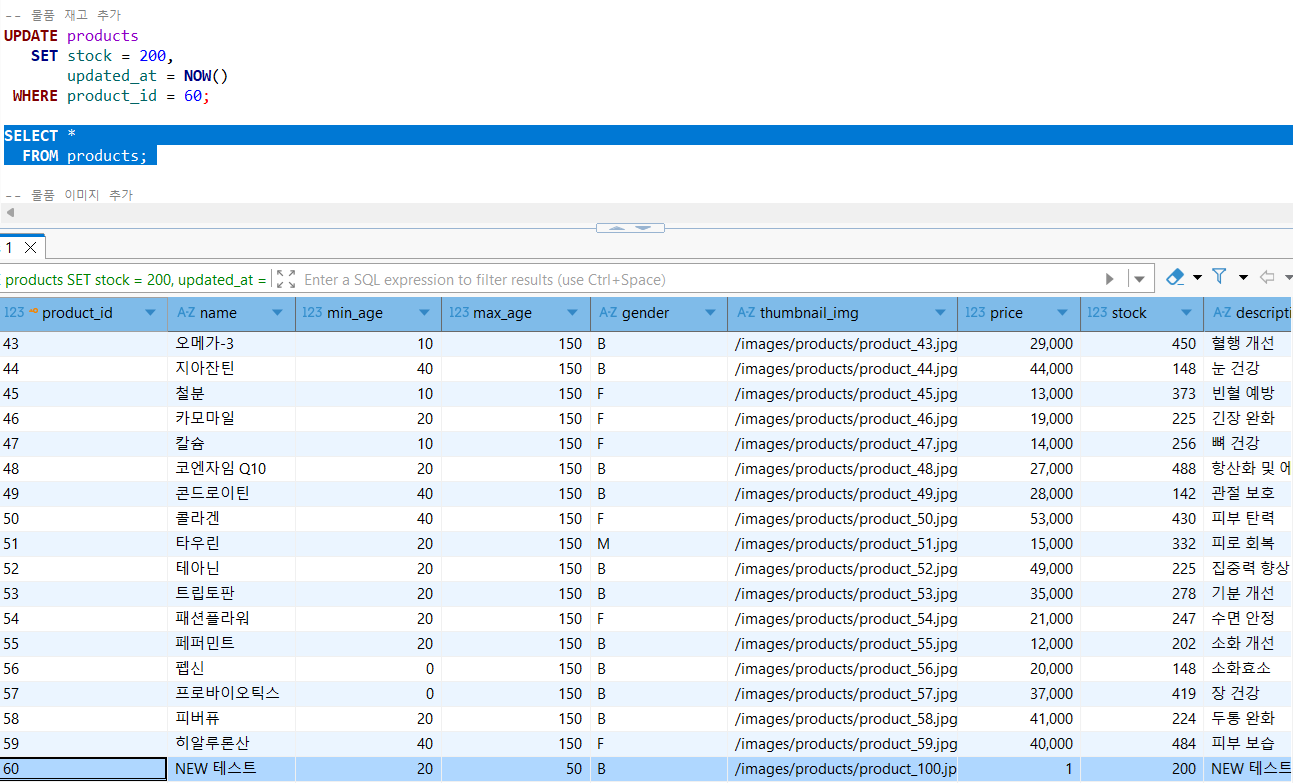 -- 물품 재고 추가
UPDATE products
SET stock = 200,
updated_at = NOW()
WHERE product_id = 60;
SELECT *
FROM products;
-- 물품 이미지 추가
1
products SET stock = 200, updated_at = Enter a SQL expression to filter results (use Ctrl+Space)
123 product_id A-Z name 123 min_age 123 max_age A-Z gender A-Z thumbnail_img 123 price 123 stock A-Z descripti
43 오메가-3 10 150 B /images/products/product_43.jpg 29,000 450 혈행 개선
44 지아잔틴 40 150 B /images/products/product_44.jpg 44,000 148 눈 건강
45 철분 10 150 F /images/products/product_45.jpg 13,000 373 빈혈 예방
46 카모마일 20 150 F /images/products/product_46.jpg 19,000 225 긴장 완화
47 칼슘 10 150 F /images/products/product_47.jpg 14,000 256 뼈 건강
48 코엔자임 Q10 20 150 B /images/products/product_48.jpg 27,000 488 항산화 및 에
49 콘드로이틴 40 150 B /images/products/product_49.jpg 28,000 142 관절 보호
50 콜라겐 40 150 F /images/products/product_50.jpg 53,000 430 피부 탄력
51 타우린 20 150 M /images/products/product_51.jpg 15,000 332 피로 회복
52 테아닌 20 150 B /images/products/product_52.jpg 49,000 225 집중력 향상
53 트립토판 20 150 B /images/products/product_53.jpg 35,000 278 기분 개선
54 패션플라워 20 150 F /images/products/product_54.jpg 21,000 247 수면 안정
55 페퍼민트 20 150 B /images/products/product_55.jpg 12,000 202 소화 개선
56 펩신 0 150 B /images/products/product_56.jpg 20,000 148 소화효소
57 프로바이오틱스 0 150 B /images/products/product_57.jpg 37,000 419 장 건강
58 피버퓨 20 150 B /images/products/product_58.jpg 41,000 224 두통 완화
59 히알루론산 40 150 F /images/products/product_59.jpg 40,000 484 피부 보습
60 NEW 테스트 20 50 B /images/products/product_100.jp 1 200 NEW 테스트